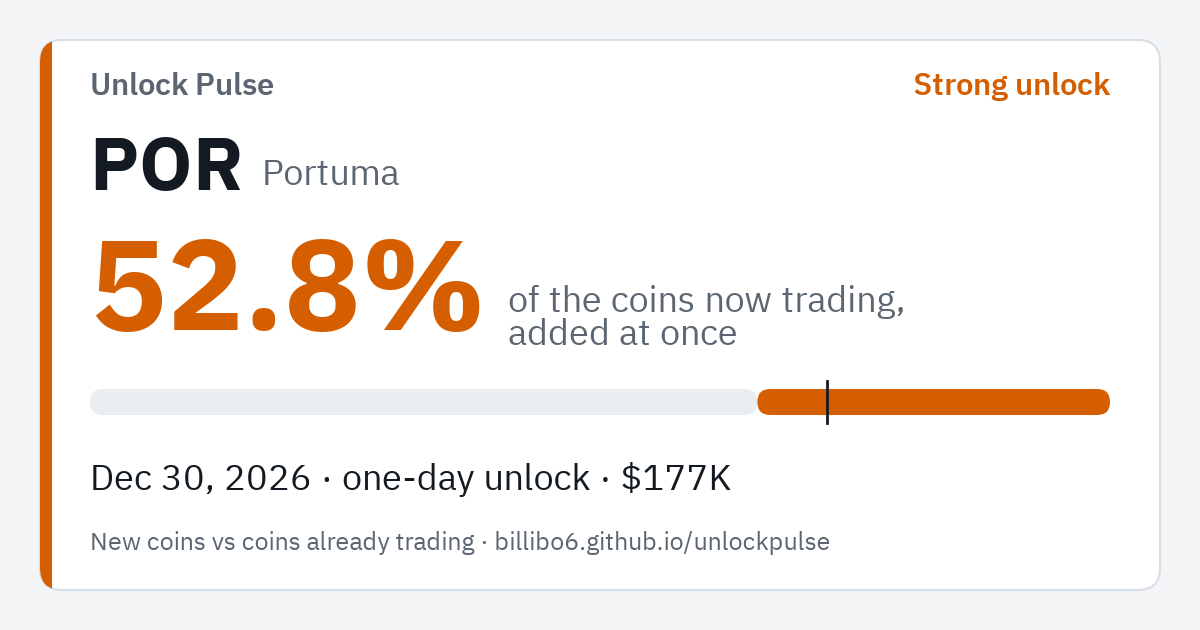 Unlock Pulse
Strong unlock
POR Portuma
52.8% of the coins now trading,
added at once
Dec 30, 2026 · one-day unlock · $177K
New coins vs coins already trading · billibo6.github.io/unlockpulse